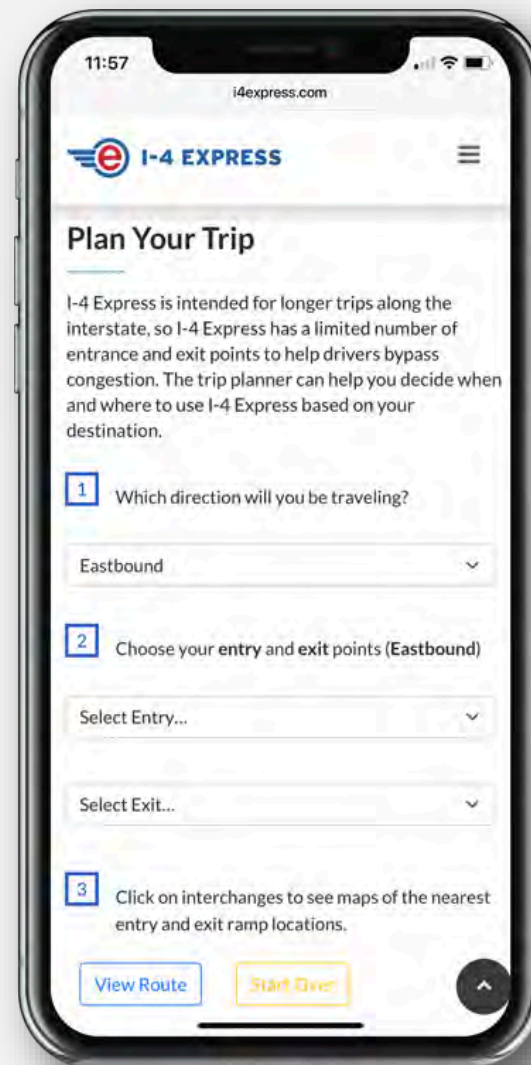 11:57
i4express.com
e I-4 EXPRESS
Plan Your Trip
I-4 Express is intended for longer trips along the
interstate, so I-4 Express has a limited number of
entrance and exit points to help drivers bypass
congestion. The trip planner can help you decide when
and where to use I-4 Express based on your
destination.
1 Which direction will you be traveling?
Eastbound
2 Choose your entry and exit points (Eastbound)
Select Entry...
Select Exit...
3 Click on interchanges to see maps of the nearest
entry and exit ramp locations.
View Route Start Over